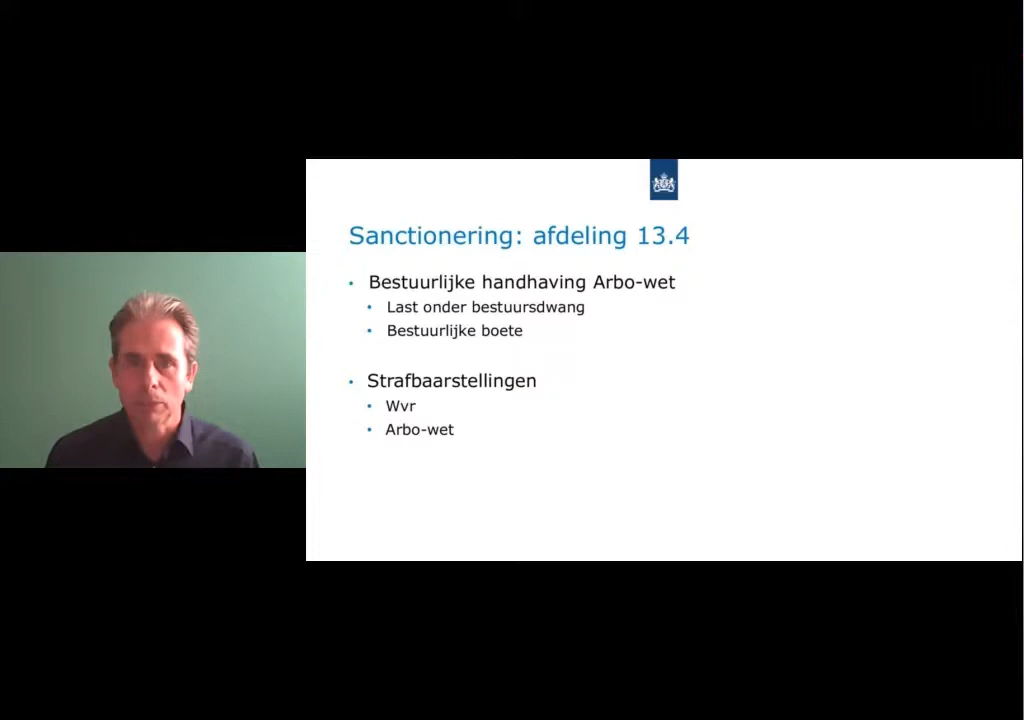 Sanctionering: afdeling 13.4
• Bestuurlijke handhaving Arbo-wet
• Last onder bestuursdwang
• Bestuurlijke boete
• Strafbaarstellingen
• Wvr
• Arbo-wet